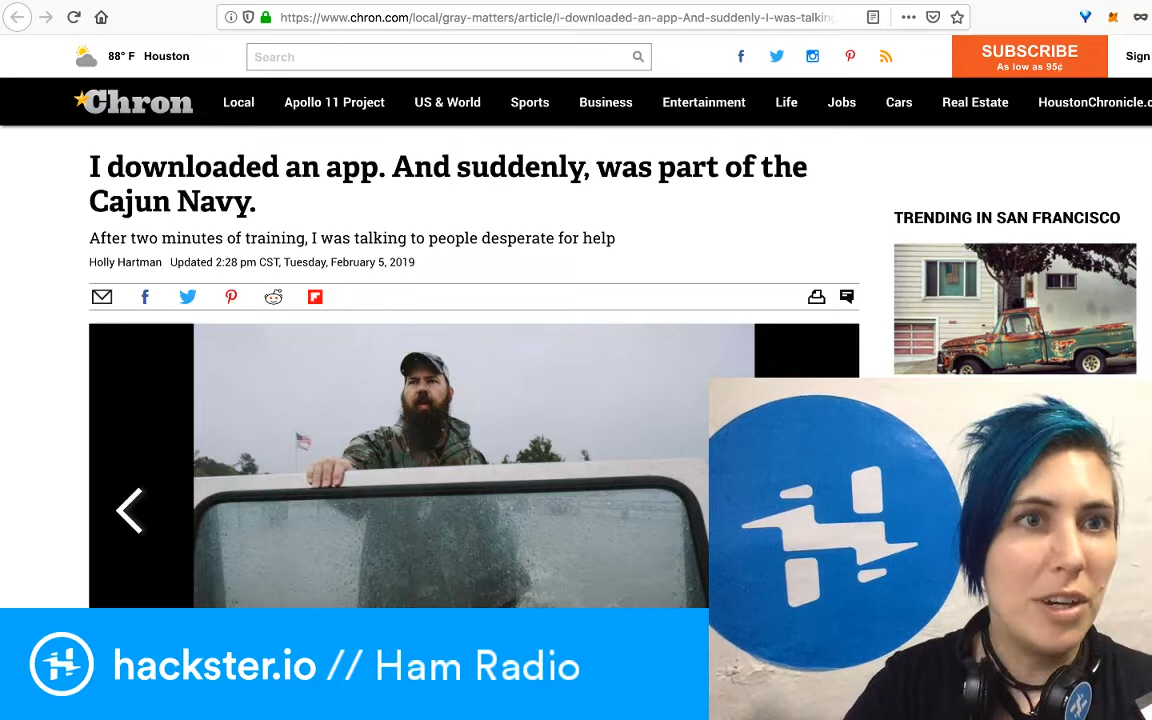 https://www.chron.com/local/gray-matters/article/I-downloaded-an-app-And-suddenly-I-was-talking
88° F Houston
Search
SUBSCRIBE
As low as 95¢
Sign
Chron
Local Apollo 11 Project US & World Sports Business Entertainment Life Jobs Cars Real Estate HoustonChronicle.c
I downloaded an app. And suddenly, was part of the
Cajun Navy.
After two minutes of training, I was talking to people desperate for help
Holly Hartman Updated 2:28 pm CST, Tuesday, February 5, 2019
TRENDING IN SAN FRANCISCO
hackster.io // Ham Radio